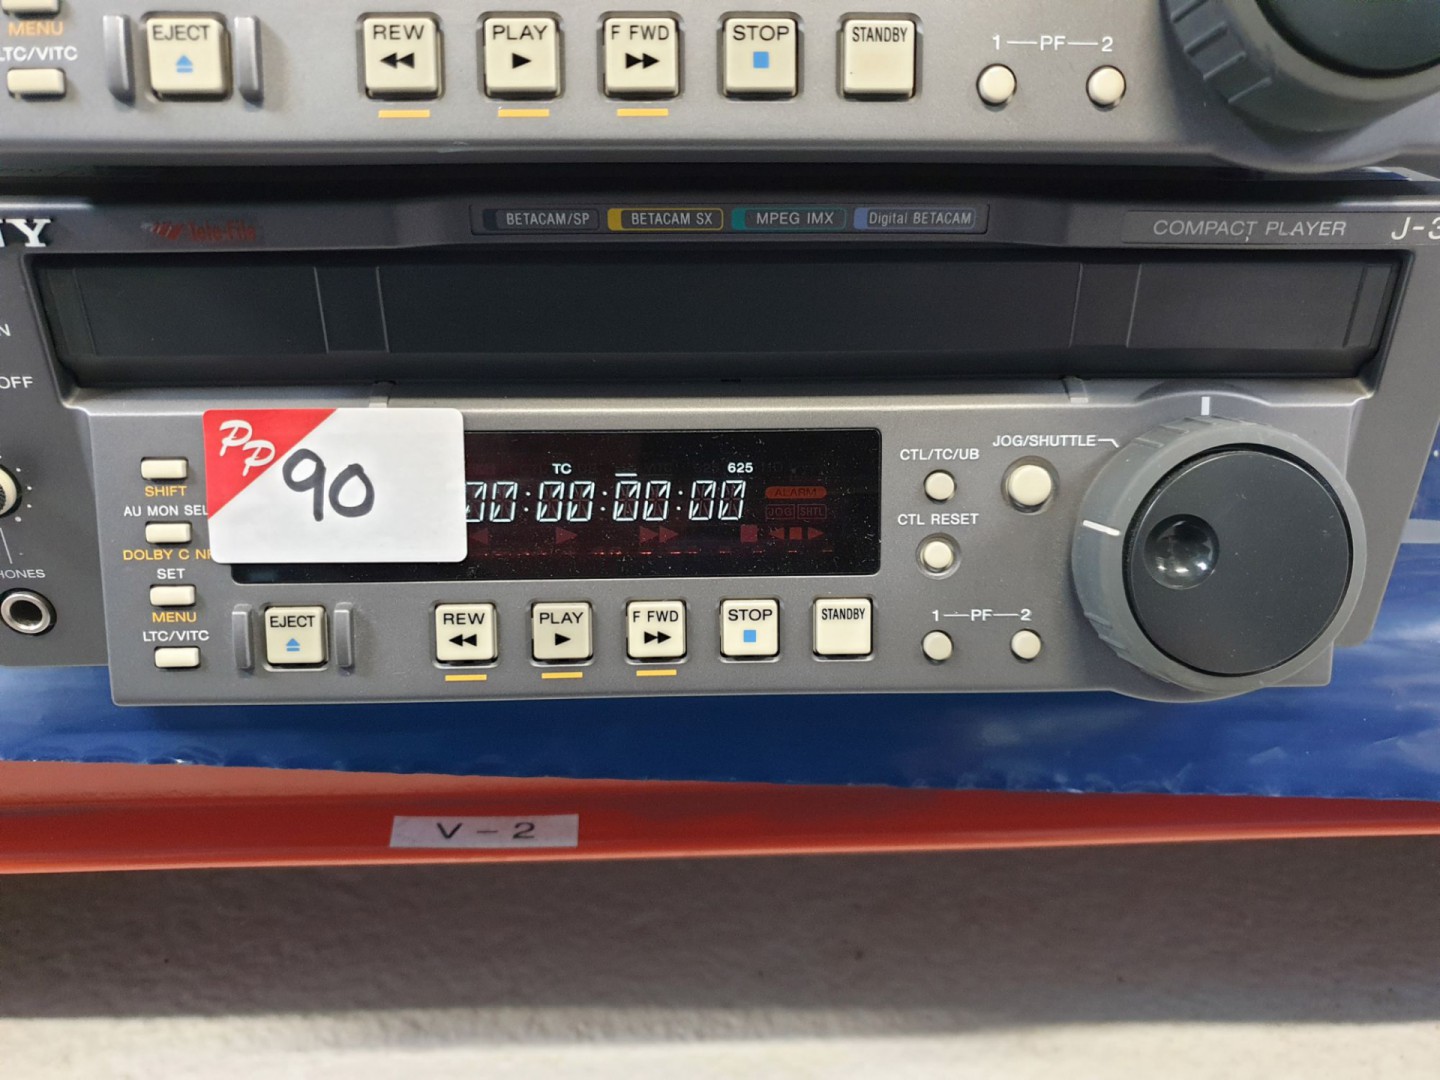 MENU
LTC/VITC
EJECT
REW
PLAY
F FWD
STOP
STANDBY
1 — PF — 2
NY
Tele-File
BETACAM/SP
BETACAM SX
MPEG IMX
Digital BETACAM
COMPACT PLAYER
J-3
N
OFF
PP
90
TC
625
00:00:00:00
ALARM
JOG SHTL
SHIFT
AU MON SEL
DOLBY C NR
SET
MENU
LTC/VITC
HONES
CTL/TC/UB
JOG/SHUTTLE
CTL RESET
EJECT
REW
PLAY
F FWD
STOP
STANDBY
1 — PF — 2
V - 2